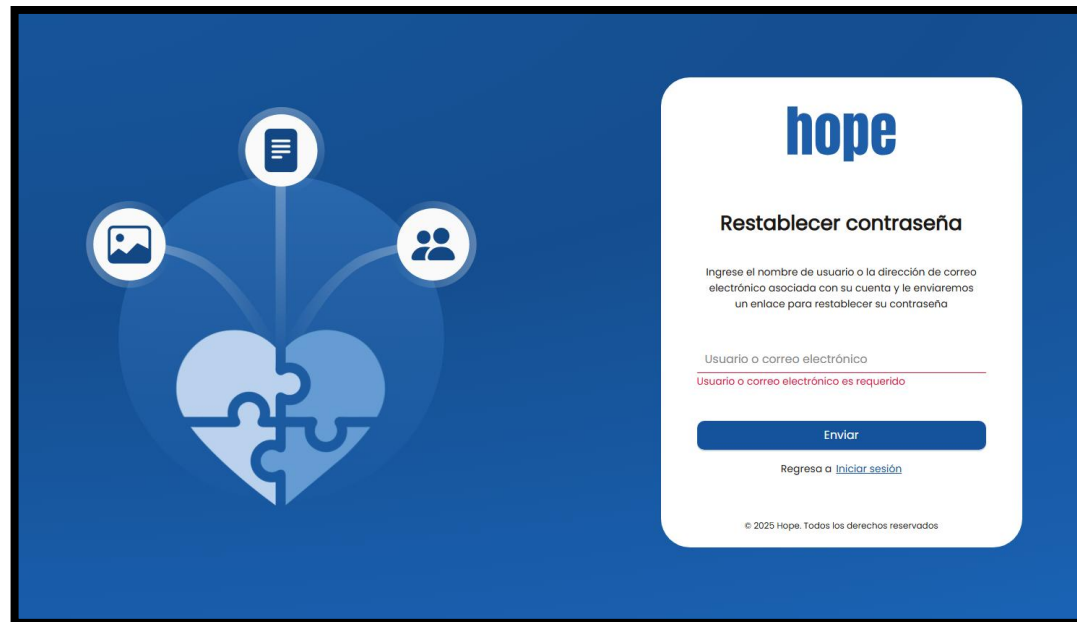 hope
Restablecer contraseña
Ingrese el nombre de usuario o la dirección de correo
electrónico asociada con su cuenta y le enviaremos
un enlace para restablecer su contraseña
Usuario o correo electrónico
Usuario o correo electrónico es requerido
Enviar
Regresa a Iniciar sesión
© 2025 Hope. Todos los derechos reservados